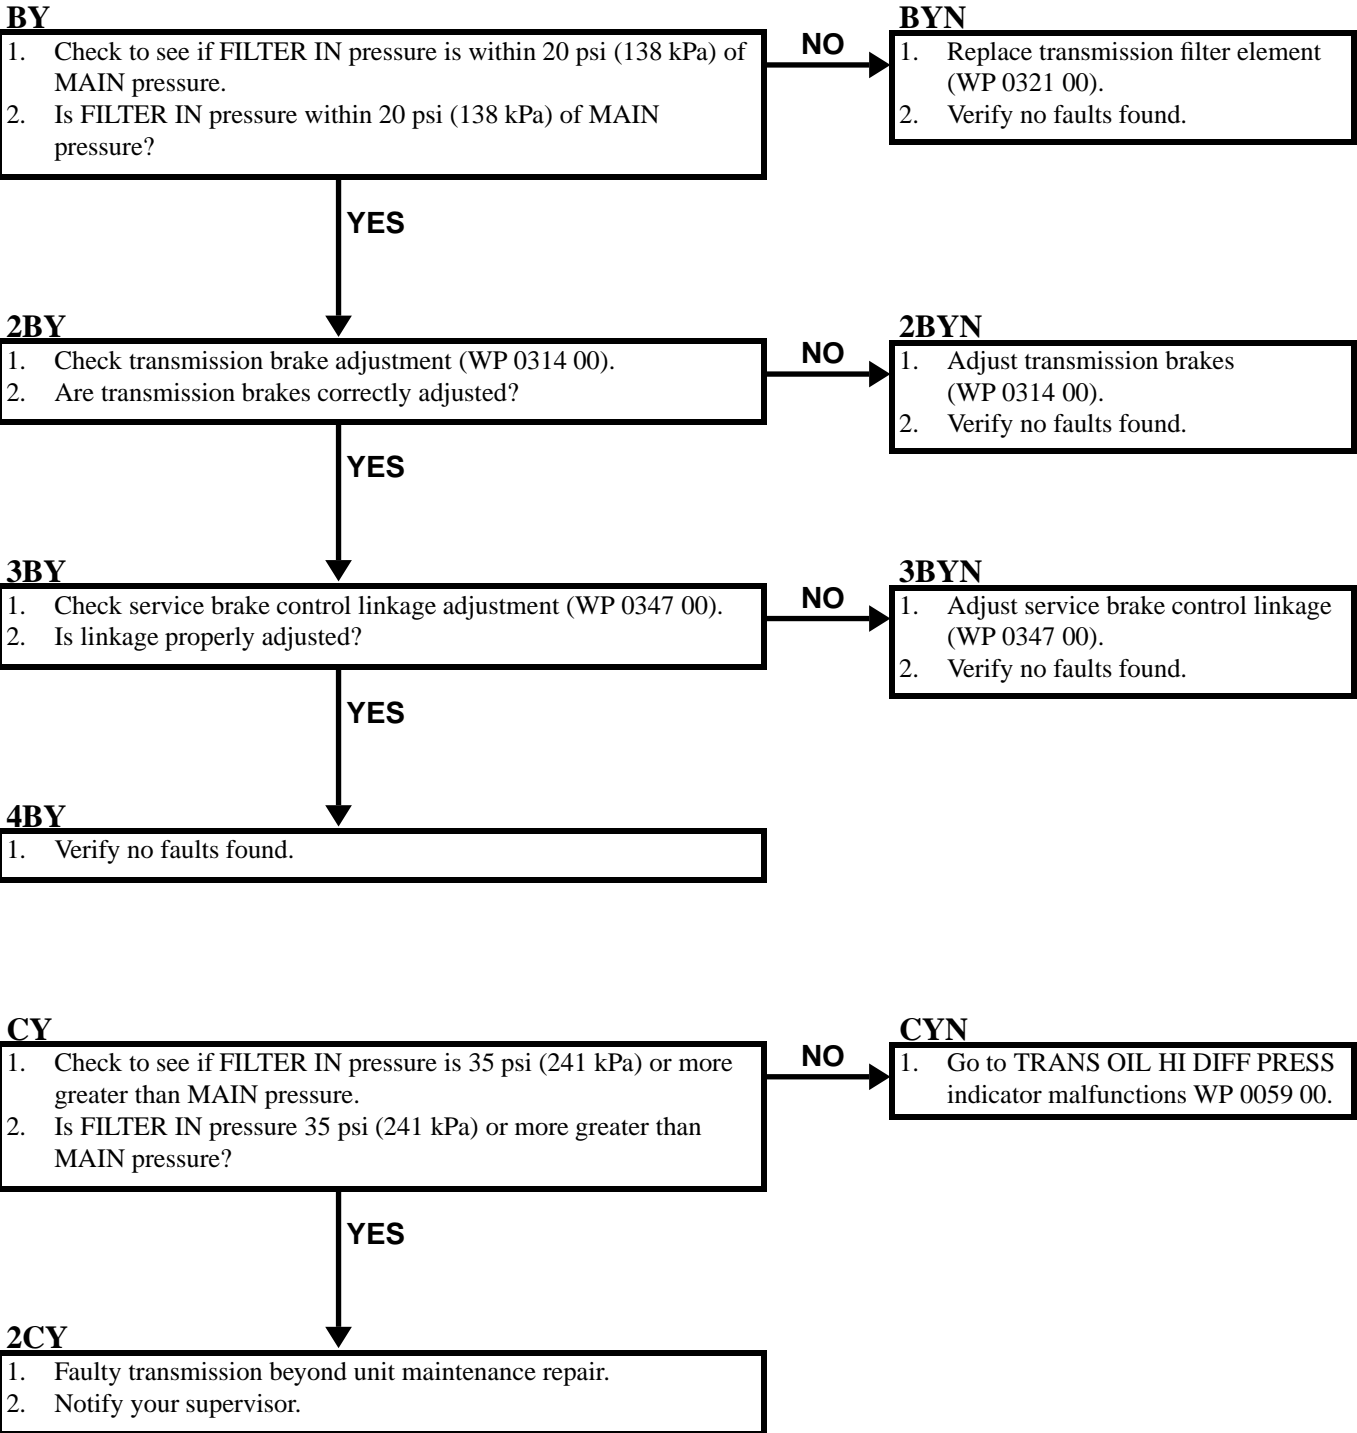 BY
1. Check to see if FILTER IN pressure is within 20 psi (138 kPa) of
MAIN pressure.
2. Is FILTER IN pressure within 20 psi (138 kPa) of MAIN
pressure?
NO
BYN
1. Replace transmission filter element
(WP 0321 00).
2. Verify no faults found.
YES
2BY
1. Check transmission brake adjustment (WP 0314 00).
2. Are transmission brakes correctly adjusted?
NO
2BYN
1. Adjust transmission brakes
(WP 0314 00).
2. Verify no faults found.
YES
3BY
1. Check service brake control linkage adjustment (WP 0347 00).
2. Is linkage properly adjusted?
NO
3BYN
1. Adjust service brake control linkage
(WP 0347 00).
2. Verify no faults found.
YES
4BY
1. Verify no faults found.
CY
1. Check to see if FILTER IN pressure is 35 psi (241 kPa) or more
greater than MAIN pressure.
2. Is FILTER IN pressure 35 psi (241 kPa) or more greater than
MAIN pressure?
NO
CYN
1. Go to TRANS OIL HI DIFF PRESS
indicator malfunctions WP 0059 00.
YES
2CY
1. Faulty transmission beyond unit maintenance repair.
2. Notify your supervisor.